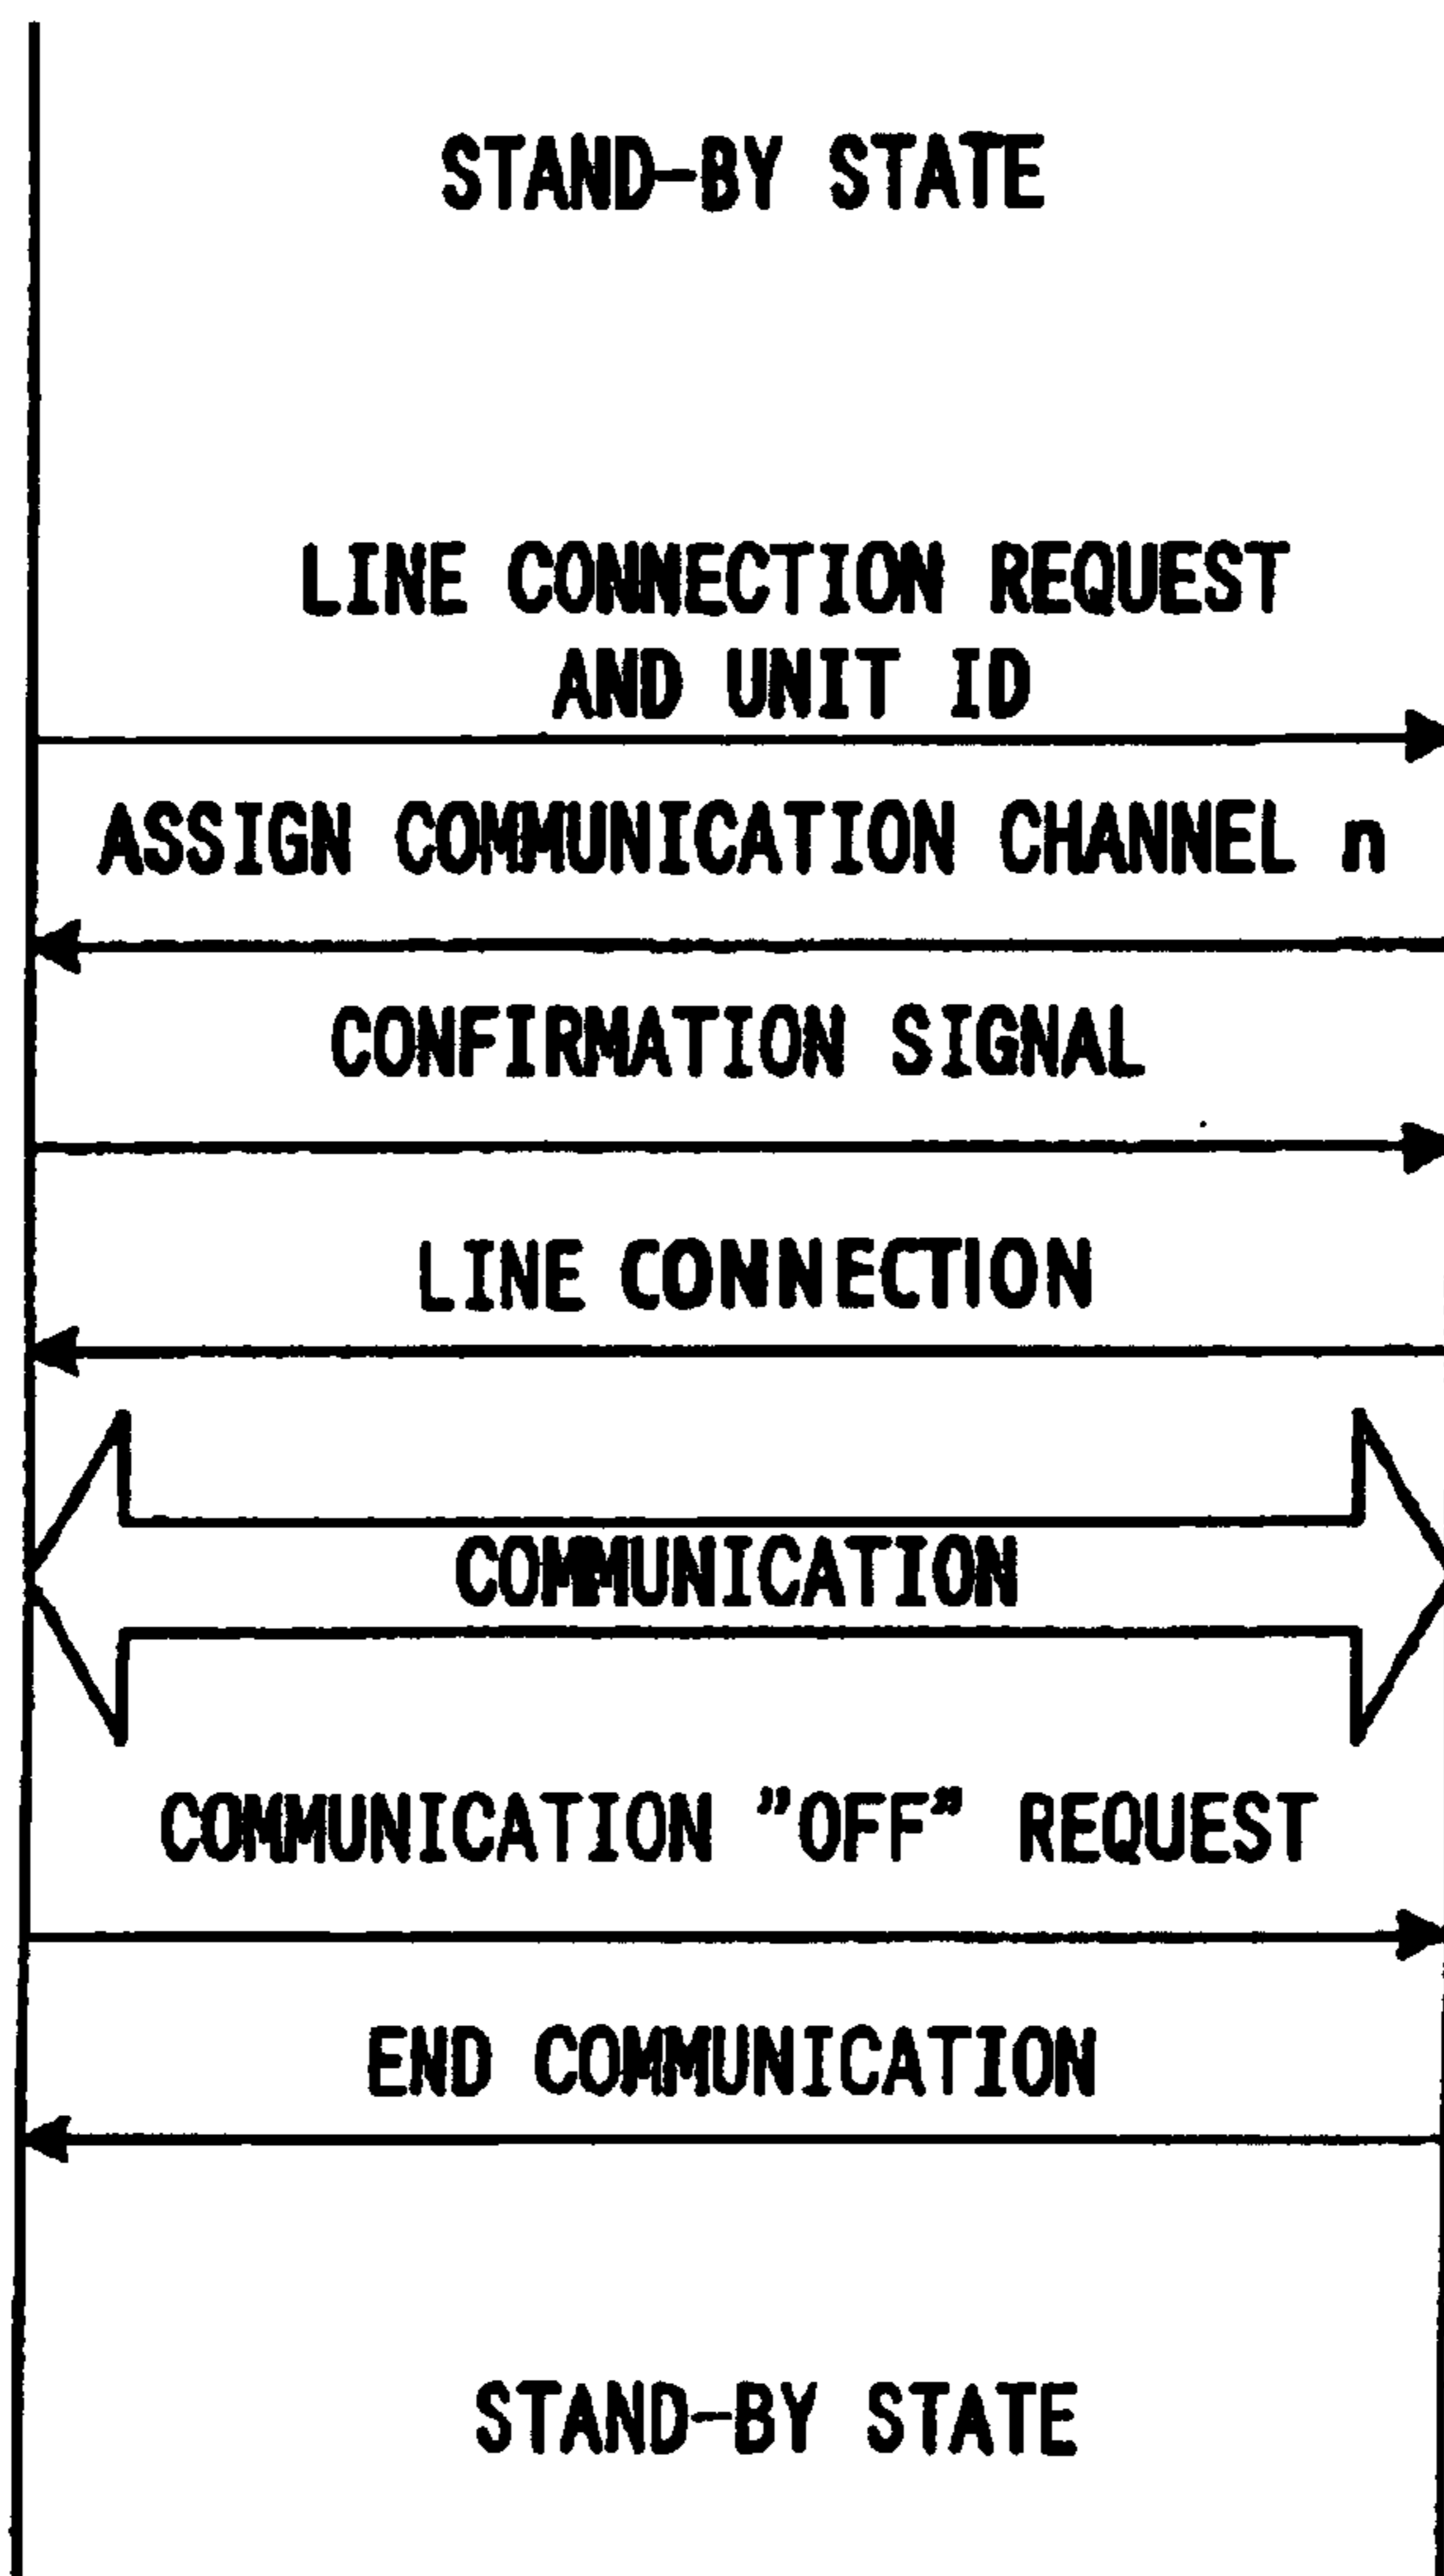 STAND-BY STATE
LINE CONNECTION REQUEST
AND UNIT ID
ASSIGN COMMUNICATION CHANNEL n
CONFIRMATION SIGNAL
LINE CONNECTION
COMMUNICATION
COMMUNICATION "OFF" REQUEST
END COMMUNICATION
STAND-BY STATE